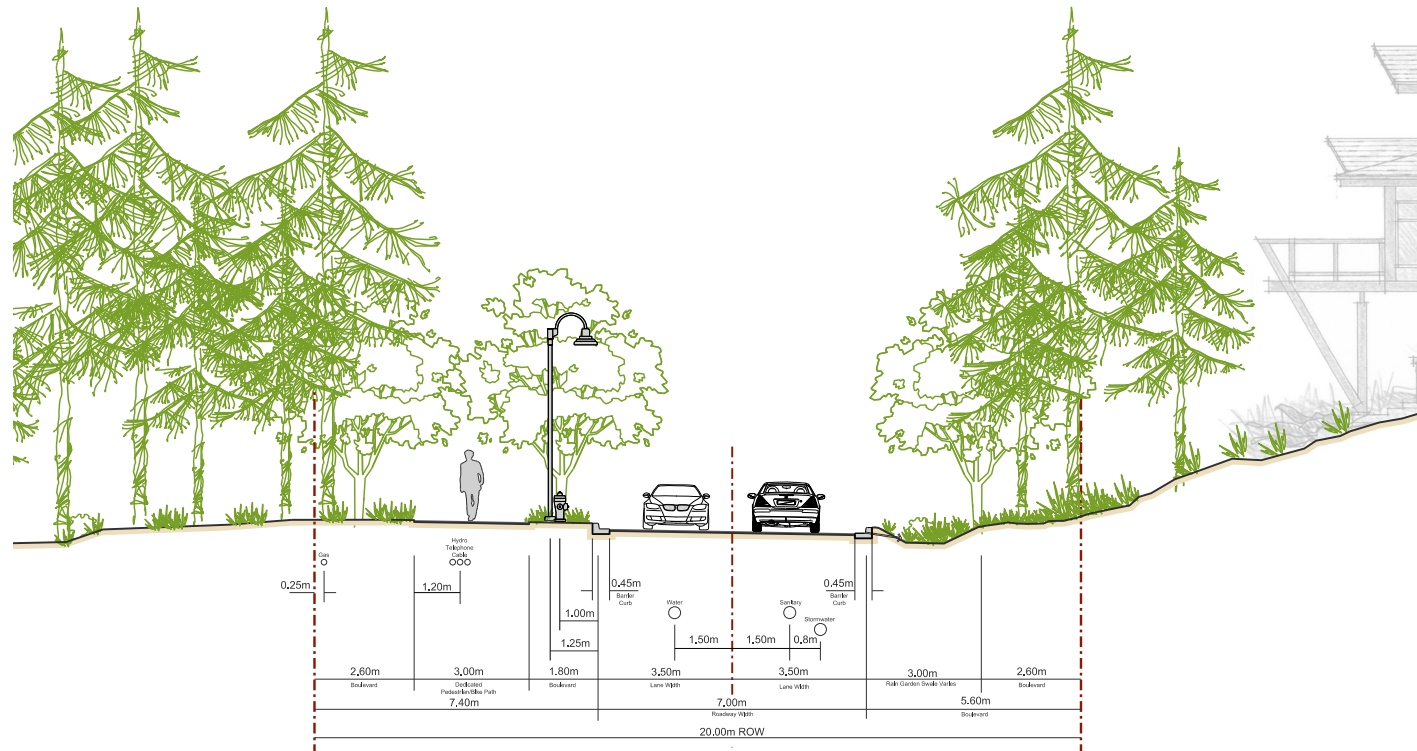 Gas
Hydro
Telephone
Cable
0.25m
1.20m
0.45m
Barrier
Curb
0.45m
Barrier
Curb
Water
Sanitary
Stormwater
1.00m
1.25m
1.50m
1.50m
0.8m
2.60m
Boulevard
3.00m
Dedicated
Pedestrian/Bike Path
1.80m
Boulevard
3.50m
Lane Width
3.50m
Lane Width
3.00m
Rain Garden Swale Varies
2.60m
Boulevard
7.40m
7.00m
Roadway Width
5.60m
Boulevard
20.00m ROW